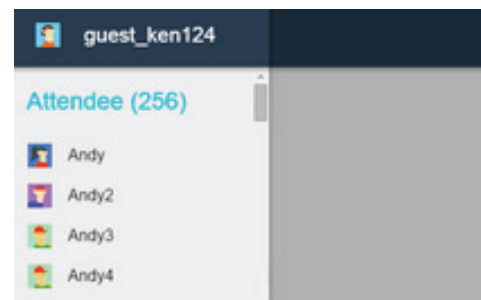 guest_ken124
Attendee (256)
Andy
Andy2
Andy3
Andy4